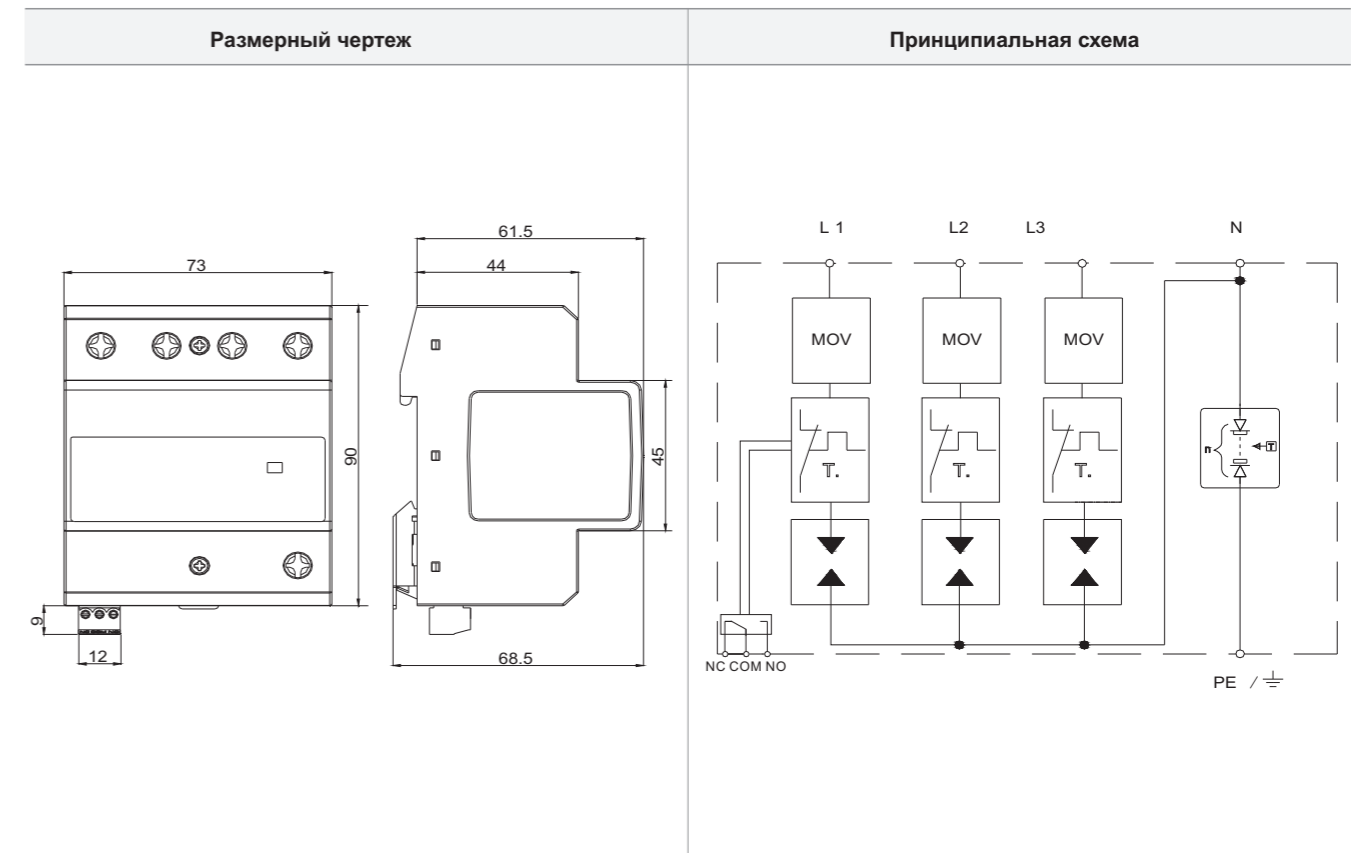 Размерный чертеж
Принципиальная схема
61.5
44
73
90
45
9
12
68.5
L 1 L2 L3 N
MOV MOV MOV
T. T. T.
n T
NC COM NO
PE /